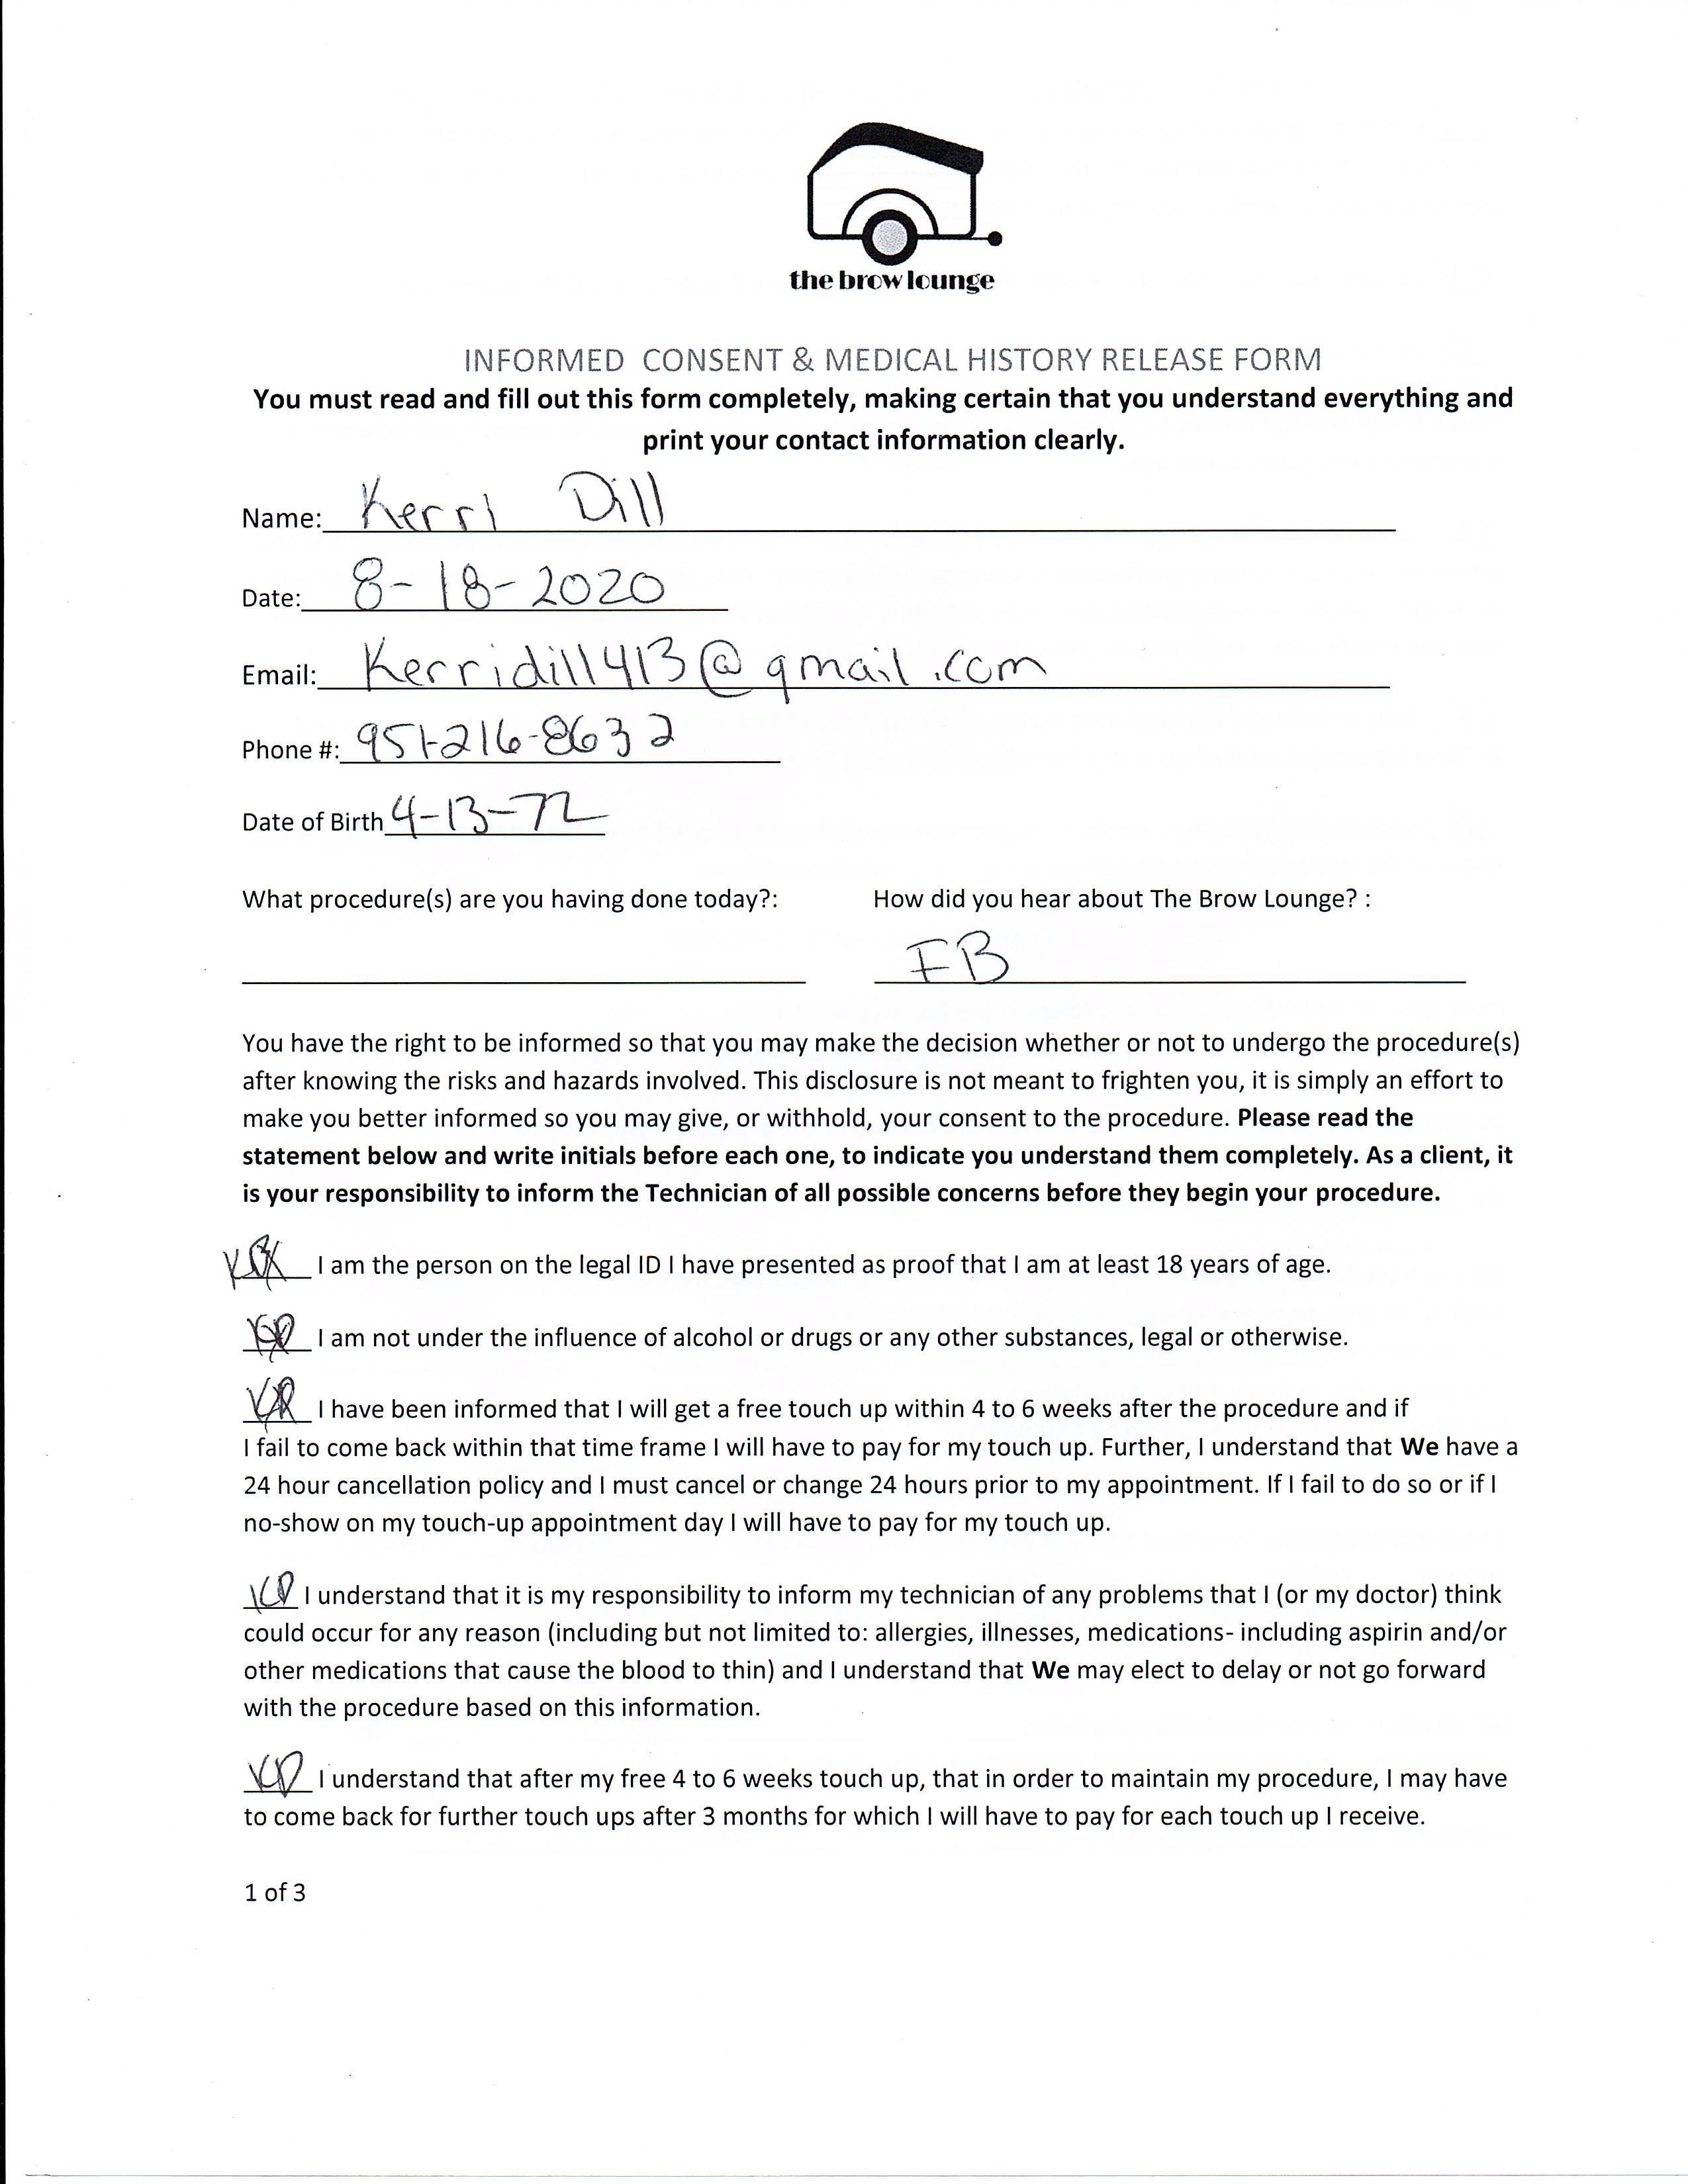 the brow lounge
INFORMED CONSENT & MEDICAL HISTORY RELEASE FORM
You must read and fill out this form completely, making certain that you understand everything and
print your contact information clearly.
Name: Kerri Dill
Date: 8-18-2020
Email: Kerridill413@gmail.com
Phone #: 951-216-8632
Date of Birth 4-13-72
What procedure(s) are you having done today?: How did you hear about The Brow Lounge? :
FB
You have the right to be informed so that you may make the decision whether or not to undergo the procedure(s)
after knowing the risks and hazards involved. This disclosure is not meant to frighten you, it is simply an effort to
make you better informed so you may give, or withhold, your consent to the procedure. Please read the
statement below and write initials before each one, to indicate you understand them completely. As a client, it
is your responsibility to inform the Technician of all possible concerns before they begin your procedure.
I am the person on the legal ID I have presented as proof that I am at least 18 years of age.
I am not under the influence of alcohol or drugs or any other substances, legal or otherwise.
I have been informed that I will get a free touch up within 4 to 6 weeks after the procedure and if
I fail to come back within that time frame I will have to pay for my touch up. Further, I understand that We have a
24 hour cancellation policy and I must cancel or change 24 hours prior to my appointment. If I fail to do so or if I
no-show on my touch-up appointment day I will have to pay for my touch up.
KD I understand that it is my responsibility to inform my technician of any problems that I (or my doctor) think
could occur for any reason (including but not limited to: allergies, illnesses, medications- including aspirin and/or
other medications that cause the blood to thin) and I understand that We may elect to delay or not go forward
with the procedure based on this information.
KD I understand that after my free 4 to 6 weeks touch up, that in order to maintain my procedure, I may have
to come back for further touch ups after 3 months for which I will have to pay for each touch up I receive.
1 of 3